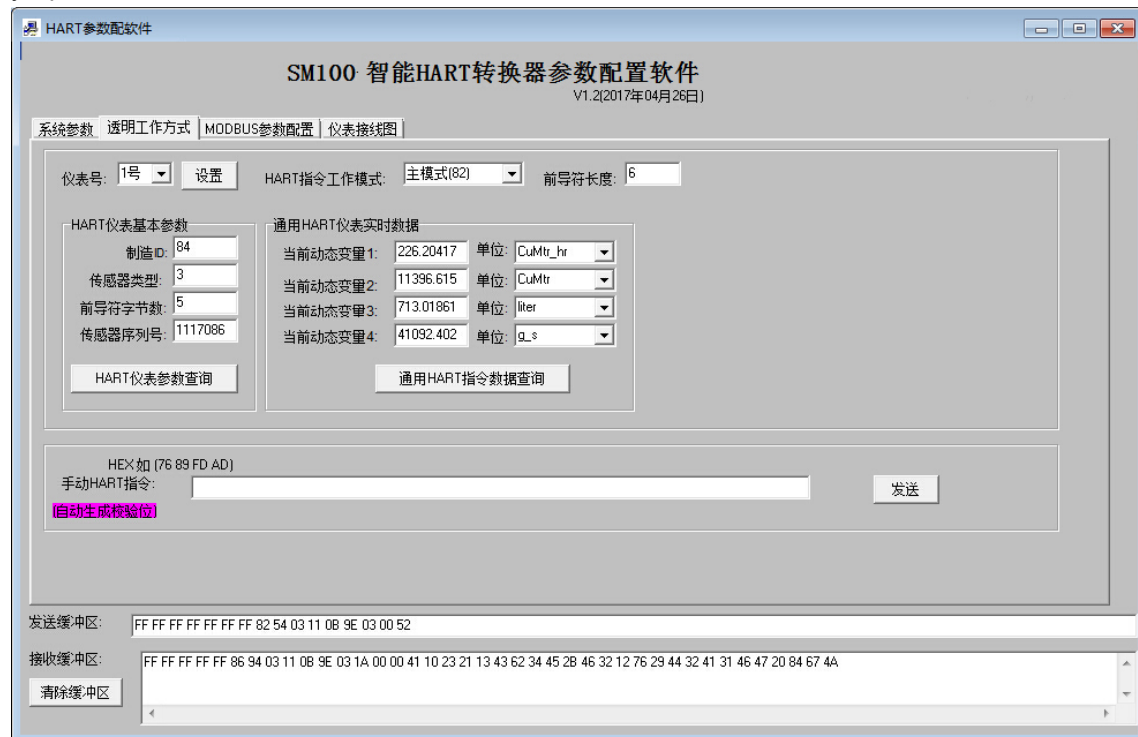 HART参数配软件
SM100 智能HART转换器参数配置软件
V1.2(2017年04月26日)
系统参数 透明工作方式 MODBUS参数配置 仪表接线图
仪表号: 1号 设置 HART指令工作模式: 主模式(82) 前导符长度: 6
HART仪表基本参数 通用HART仪表实时数据
制造ID: 84 当前动态变量1: 226.20417 单位: CuMtr_hr
传感器类型: 3 当前动态变量2: 11396.615 单位: CuMtr
前导符字节数: 5 当前动态变量3: 713.01861 单位: liter
传感器序列号: 1117086 当前动态变量4: 41092.402 单位: g_s
HART仪表参数查询 通用HART指令数据查询
HEX如 (76 89 FD AD)
手动HART指令: 发送
(自动生成校验位)
发送缓冲区: FF FF FF FF FF FF FF FF 82 54 03 11 0B 9E 03 00 52
接收缓冲区: FF FF FF FF FF 86 94 03 11 0B 9E 03 1A 00 00 41 10 23 21 13 43 62 34 45 2B 46 32 12 76 29 44 32 41 31 46 47 20 84 67 4A
清除缓冲区